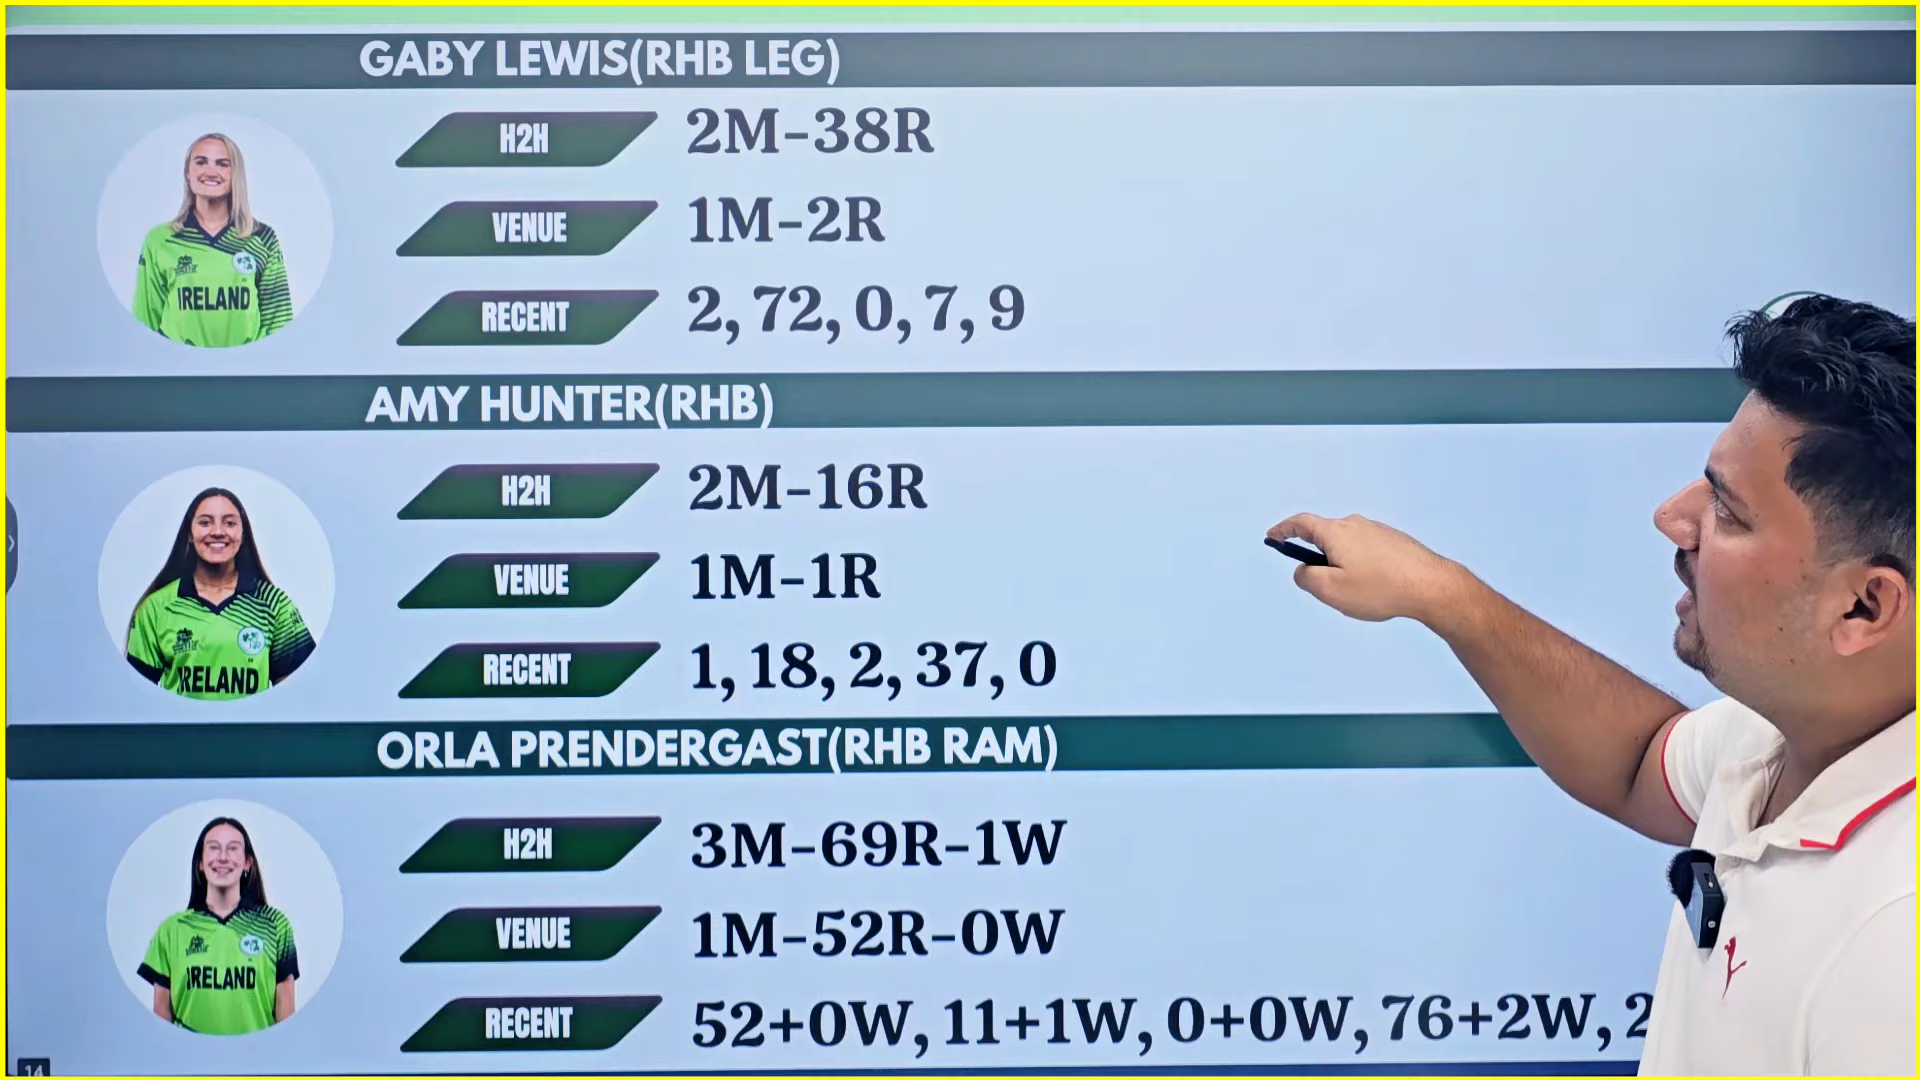 GABY LEWIS(RHB LEG)
H2H 2M-38R
VENUE 1M-2R
RECENT 2, 72, 0, 7, 9
IRELAND
AMY HUNTER(RHB)
H2H 2M-16R
VENUE 1M-1R
RECENT 1, 18, 2, 37, 0
IRELAND
ORLA PRENDERGAST(RHB RAM)
H2H 3M-69R-1W
VENUE 1M-52R-0W
RECENT 52+0W, 11+1W, 0+0W, 76+2W, 2
IRELAND
14